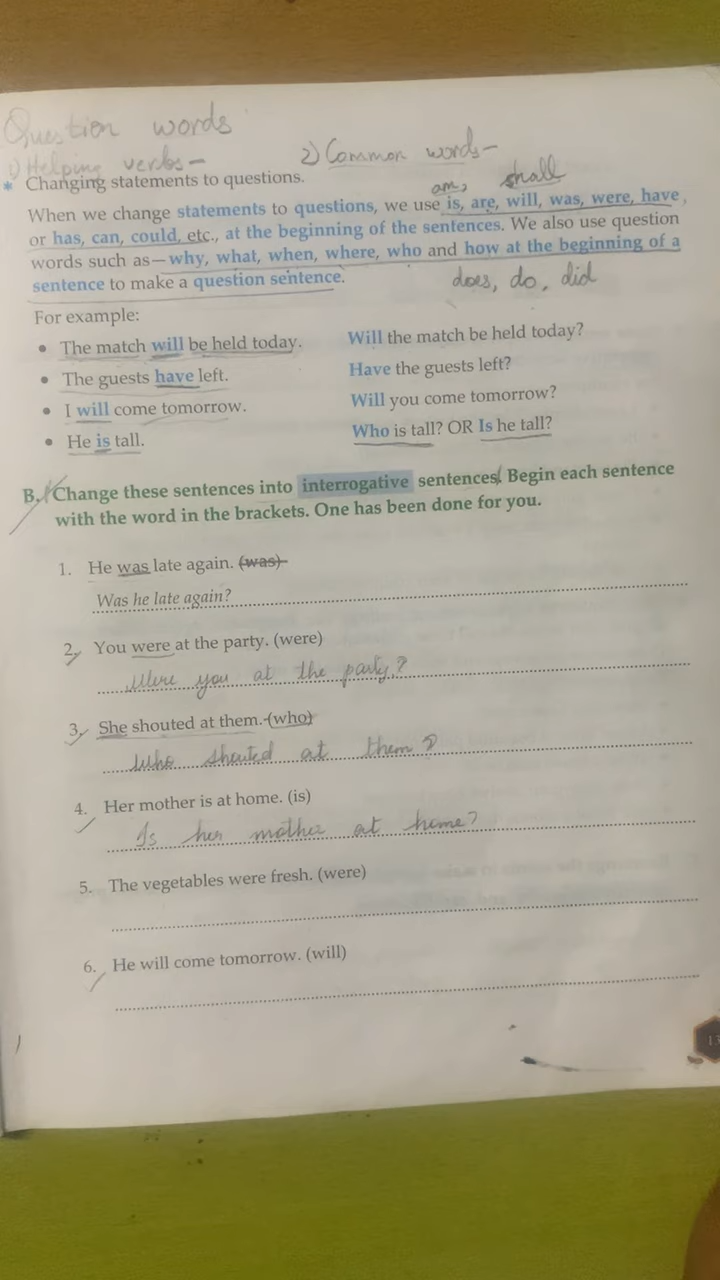 Question words
1) Helping verbs– 2) Common words–
* Changing statements to questions.
am, shall
When we change statements to questions, we use is, are, will, was, were, have,
or has, can, could, etc., at the beginning of the sentences. We also use question
words such as—why, what, when, where, who and how at the beginning of a
sentence to make a question sentence.
does, do, did
For example:
• The match will be held today. Will the match be held today?
• The guests have left. Have the guests left?
• I will come tomorrow. Will you come tomorrow?
• He is tall. Who is tall? OR Is he tall?
B. Change these sentences into interrogative sentences. Begin each sentence
with the word in the brackets. One has been done for you.
1. He was late again. (was)
Was he late again?
2. You were at the party. (were)
Were you at the party?
3. She shouted at them. (who)
Who shouted at them?
4. Her mother is at home. (is)
Is her mother at home?
5. The vegetables were fresh. (were)
6. He will come tomorrow. (will)